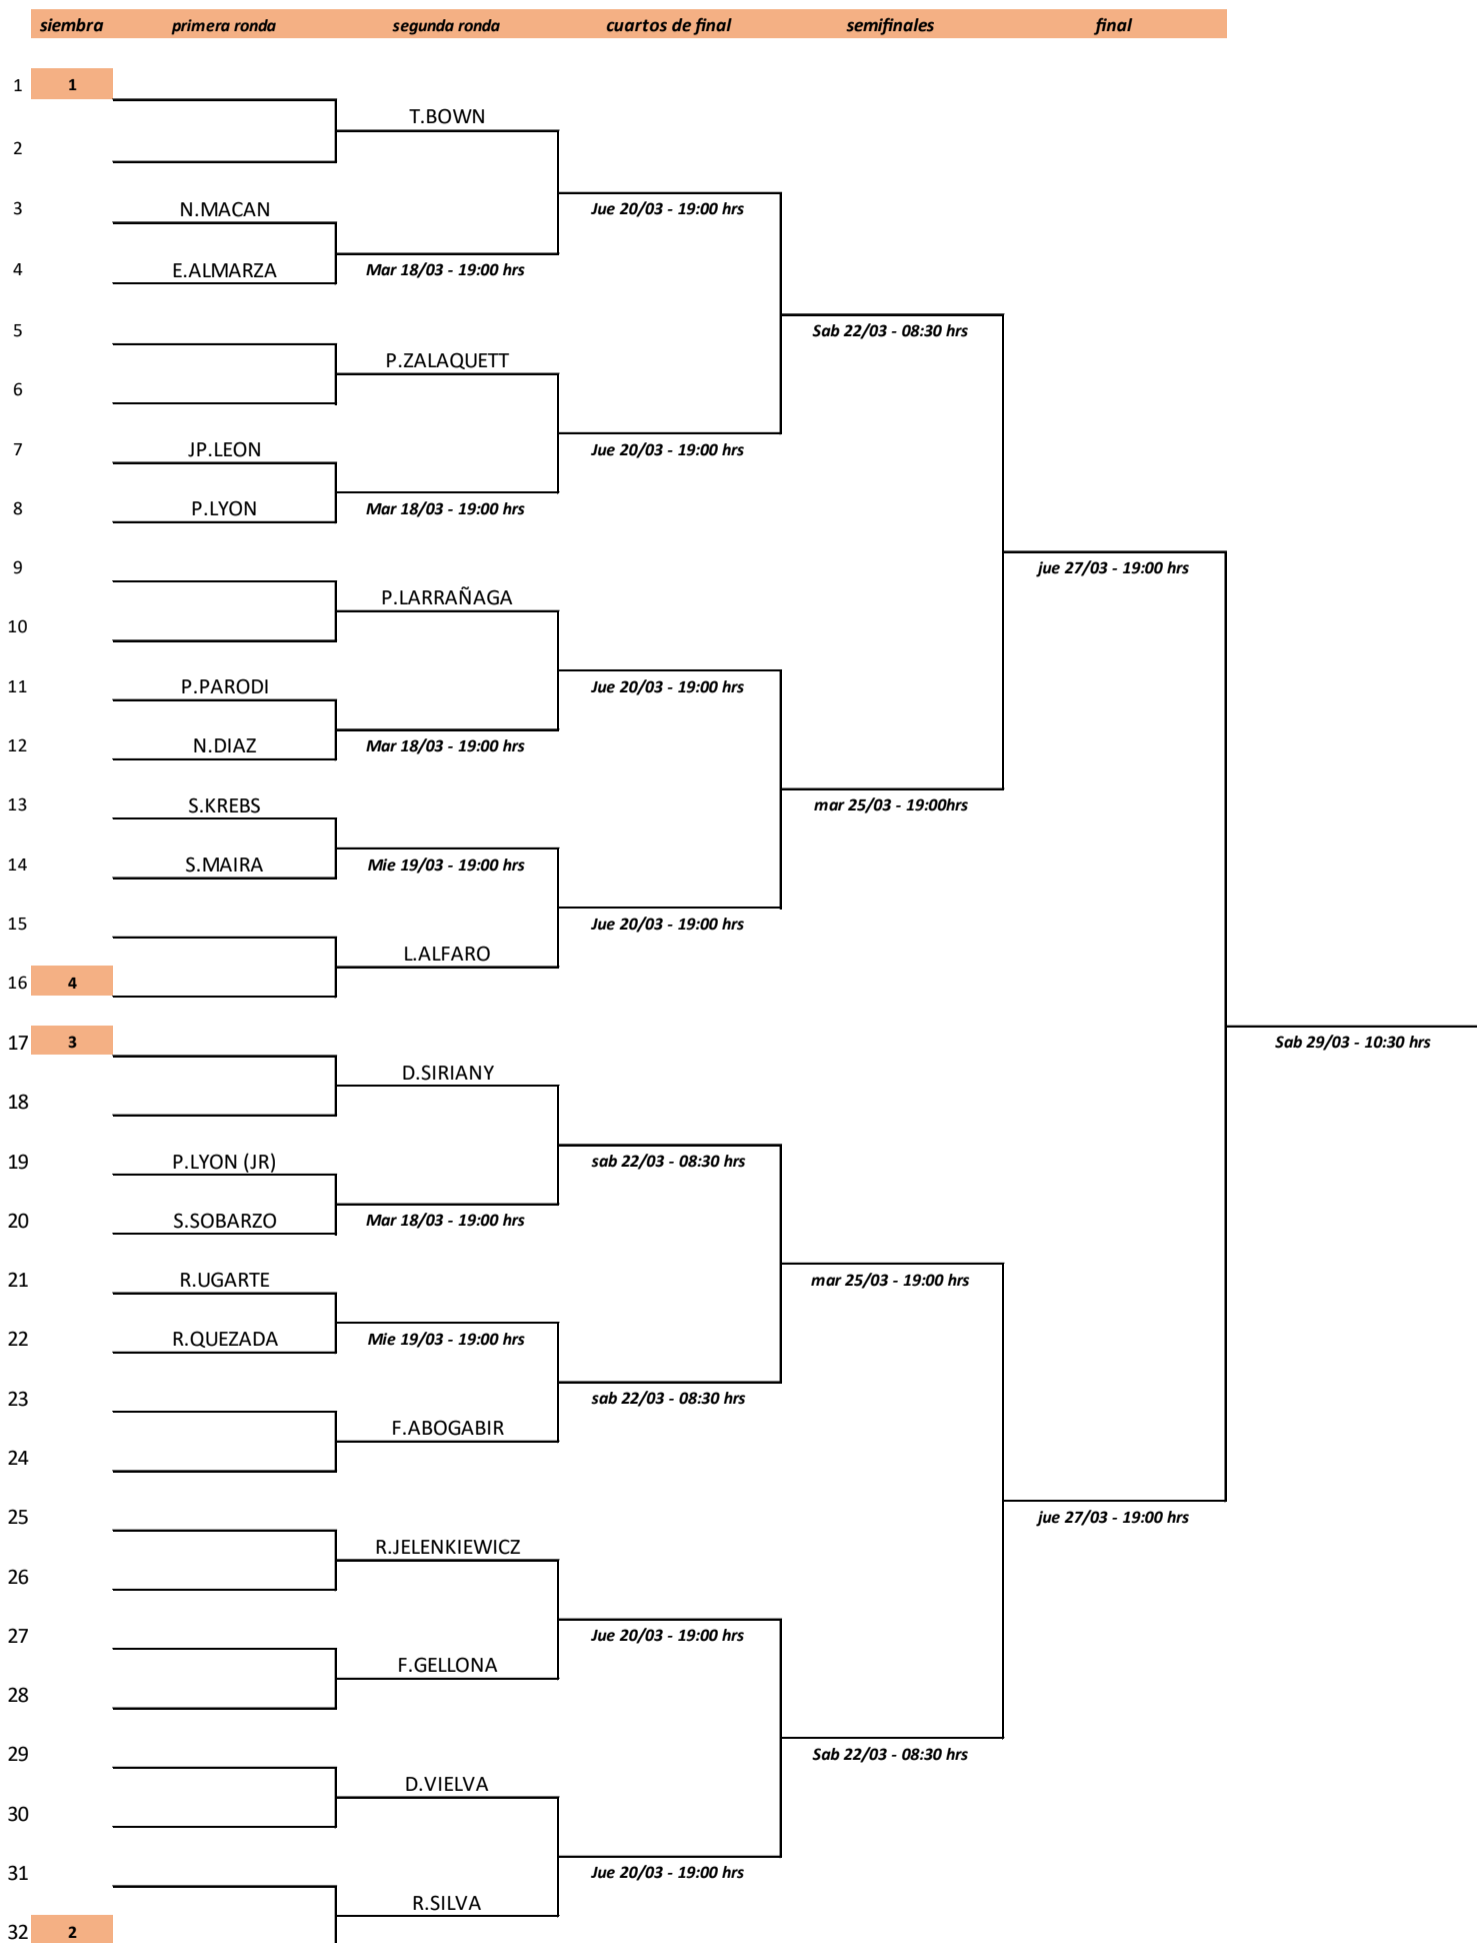 siembra primera ronda segunda ronda cuartos de final semifinales final
1 1
T.BOWN
2
3 N.MACAN Jue 20/03 - 19:00 hrs
4 E.ALMARZA Mar 18/03 - 19:00 hrs
5 Sab 22/03 - 08:30 hrs
P.ZALAQUETT
6
7 JP.LEON Jue 20/03 - 19:00 hrs
8 P.LYON Mar 18/03 - 19:00 hrs
9 jue 27/03 - 19:00 hrs
P.LARRAÑAGA
10
11 P.PARODI Jue 20/03 - 19:00 hrs
12 N.DIAZ Mar 18/03 - 19:00 hrs
13 S.KREBS mar 25/03 - 19:00hrs
14 S.MAIRA Mie 19/03 - 19:00 hrs
15 Jue 20/03 - 19:00 hrs
L.ALFARO
16 4
17 3 Sab 29/03 - 10:30 hrs
D.SIRIANY
18
19 P.LYON (JR) sab 22/03 - 08:30 hrs
20 S.SOBARZO Mar 18/03 - 19:00 hrs
21 R.UGARTE mar 25/03 - 19:00 hrs
22 R.QUEZADA Mie 19/03 - 19:00 hrs
23 sab 22/03 - 08:30 hrs
F.ABOGABIR
24
25 jue 27/03 - 19:00 hrs
R.JELENKIEWICZ
26
27 Jue 20/03 - 19:00 hrs
F.GELLONA
28
29 Sab 22/03 - 08:30 hrs
D.VIELVA
30
31 Jue 20/03 - 19:00 hrs
R.SILVA
32 2